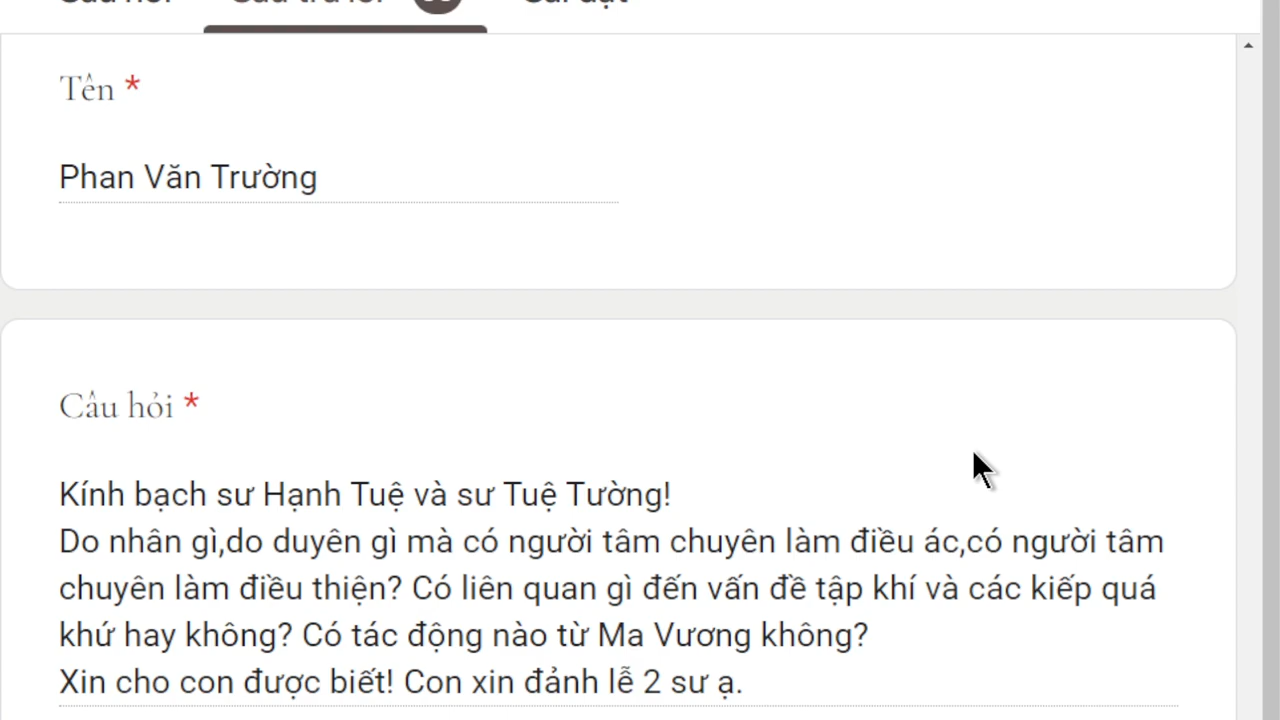 Tên *
Phan Văn Trường
Câu hỏi *
Kính bạch sư Hạnh Tuệ và sư Tuệ Tường!
Do nhân gì,do duyên gì mà có người tâm chuyên làm điều ác,có người tâm
chuyên làm điều thiện? Có liên quan gì đến vấn đề tập khí và các kiếp quá
khứ hay không? Có tác động nào từ Ma Vương không?
Xin cho con được biết! Con xin đảnh lễ 2 sư ạ.